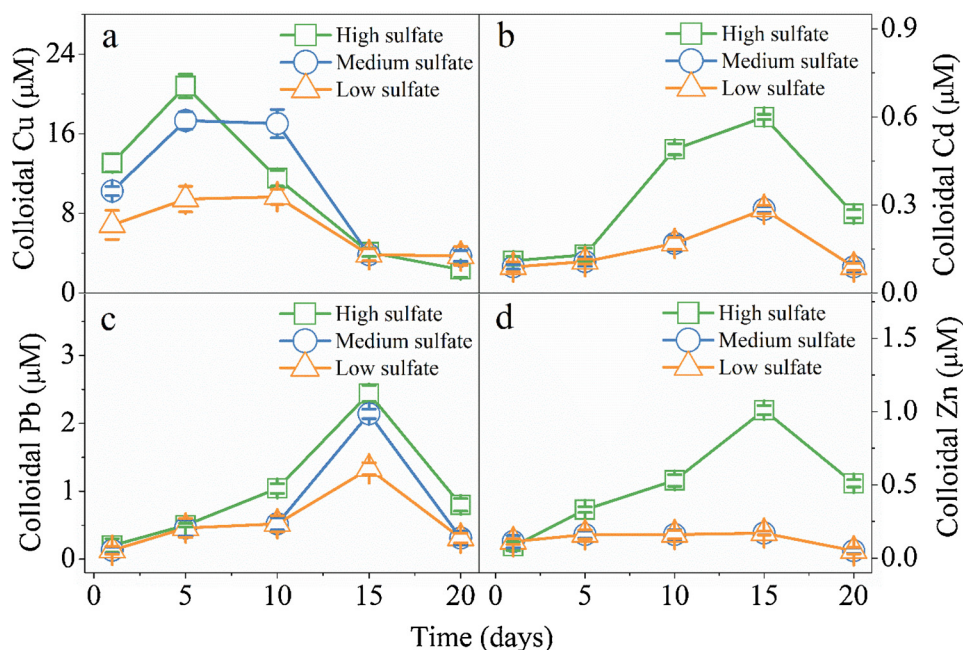 a
High sulfate
Medium sulfate
Low sulfate
Colloidal Cu (μM)
24
16
8
0
b
High sulfate
Medium sulfate
Low sulfate
Colloidal Cd (μM)
0.9
0.6
0.3
0.0
c
High sulfate
Medium sulfate
Low sulfate
Colloidal Pb (μM)
3
2
1
0
0 5 10 15 20
d
High sulfate
Medium sulfate
Low sulfate
Colloidal Zn (μM)
1.5
1.0
0.5
0.0
0 5 10 15 20
Time (days)